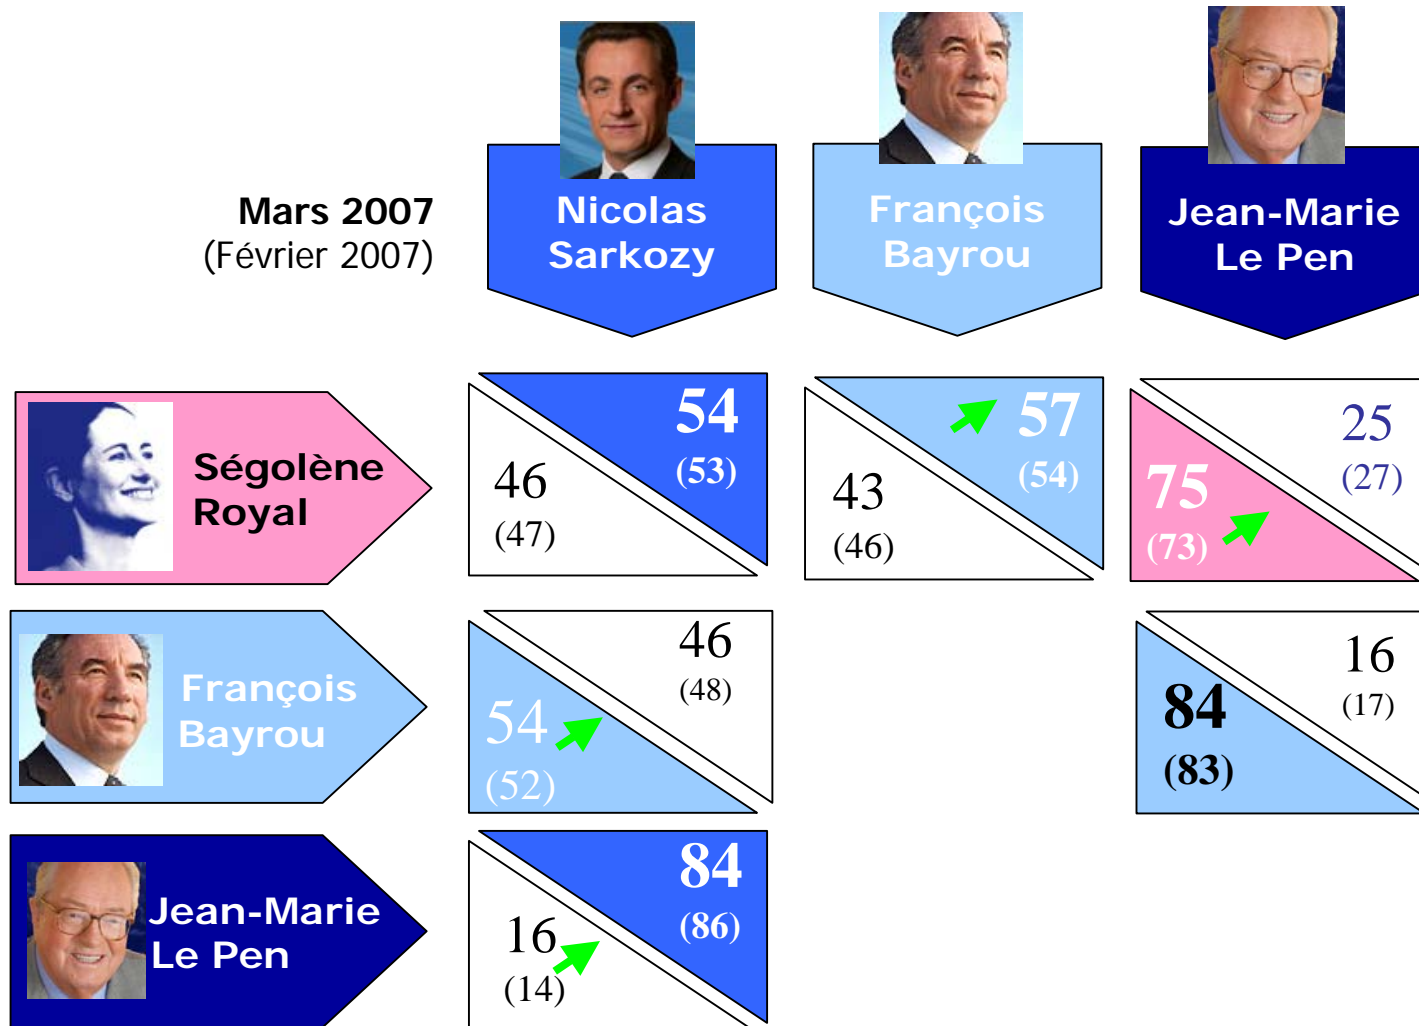 Mars 2007
(Février 2007)
Nicolas
Sarkozy
François
Bayrou
Jean-Marie
Le Pen
Ségolène
Royal
54
(53)
46
(47)
57
(54)
43
(46)
25
(27)
75
(73)
François
Bayrou
46
(48)
54
(52)
16
(17)
84
(83)
Jean-Marie
Le Pen
84
(86)
16
(14)